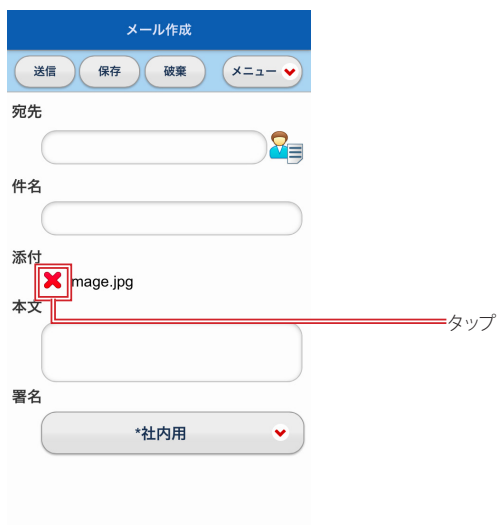 メール作成
送信 保存 破棄 メニュー
宛先
件名
添付
mage.jpg
本文
タップ
署名
*社内用